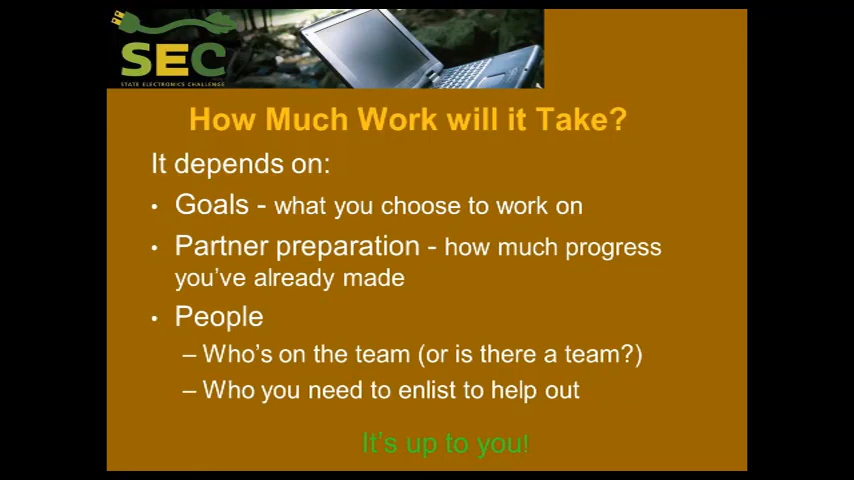 SEC
STATE ELECTRONICS CHALLENGE
How Much Work will it Take?
It depends on:
• Goals - what you choose to work on
• Partner preparation - how much progress
you've already made
• People
– Who's on the team (or is there a team?)
– Who you need to enlist to help out
It's up to you!